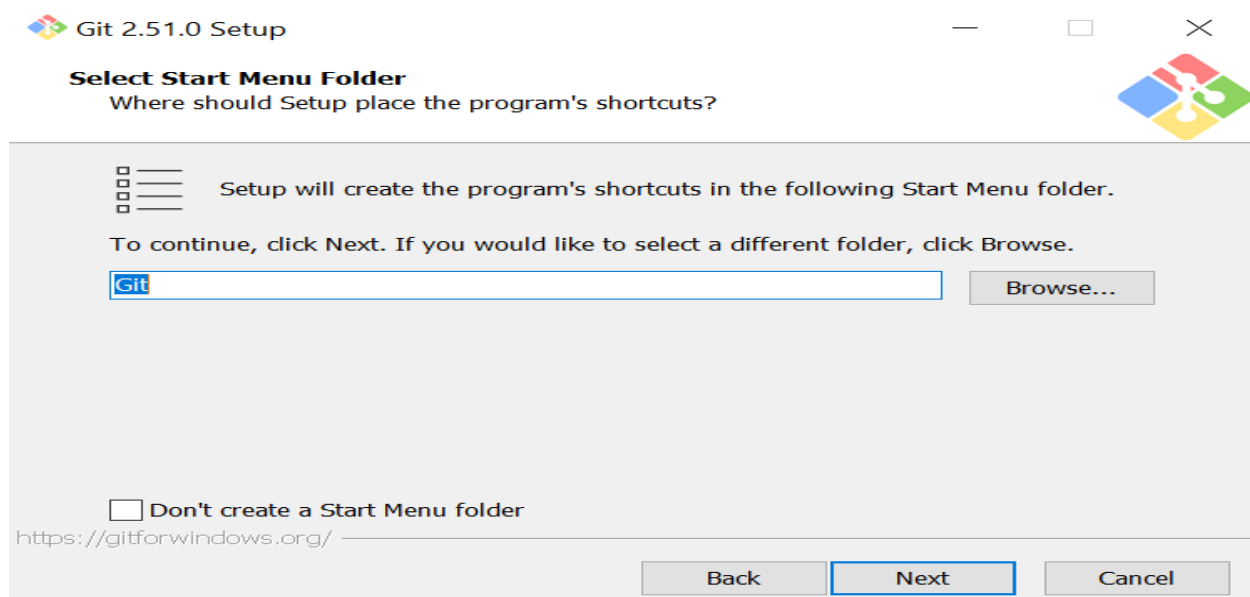 Git 2.51.0 Setup
Select Start Menu Folder
Where should Setup place the program's shortcuts?
Setup will create the program's shortcuts in the following Start Menu folder.
To continue, click Next. If you would like to select a different folder, click Browse.
Git
Browse...
Don't create a Start Menu folder
https://gitforwindows.org/
Back
Next
Cancel